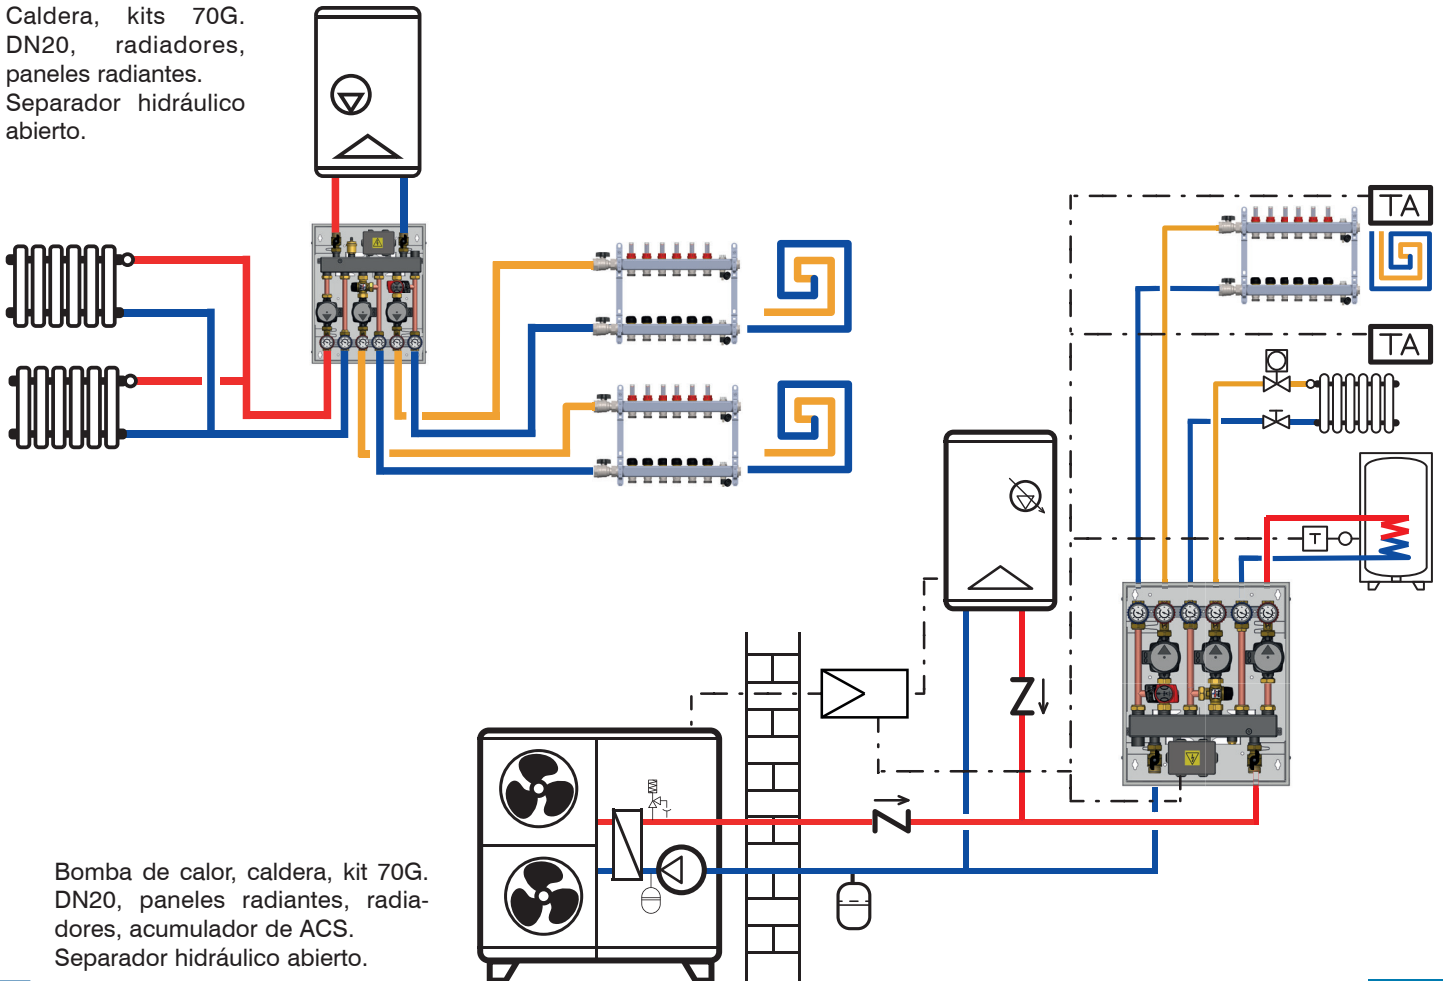 Caldera, kits 70G.
DN20, radiadores,
paneles radiantes.
Separador hidráulico
abierto.
TA
TA
T
Bomba de calor, caldera, kit 70G.
DN20, paneles radiantes, radia-
dores, acumulador de ACS.
Separador hidráulico abierto.